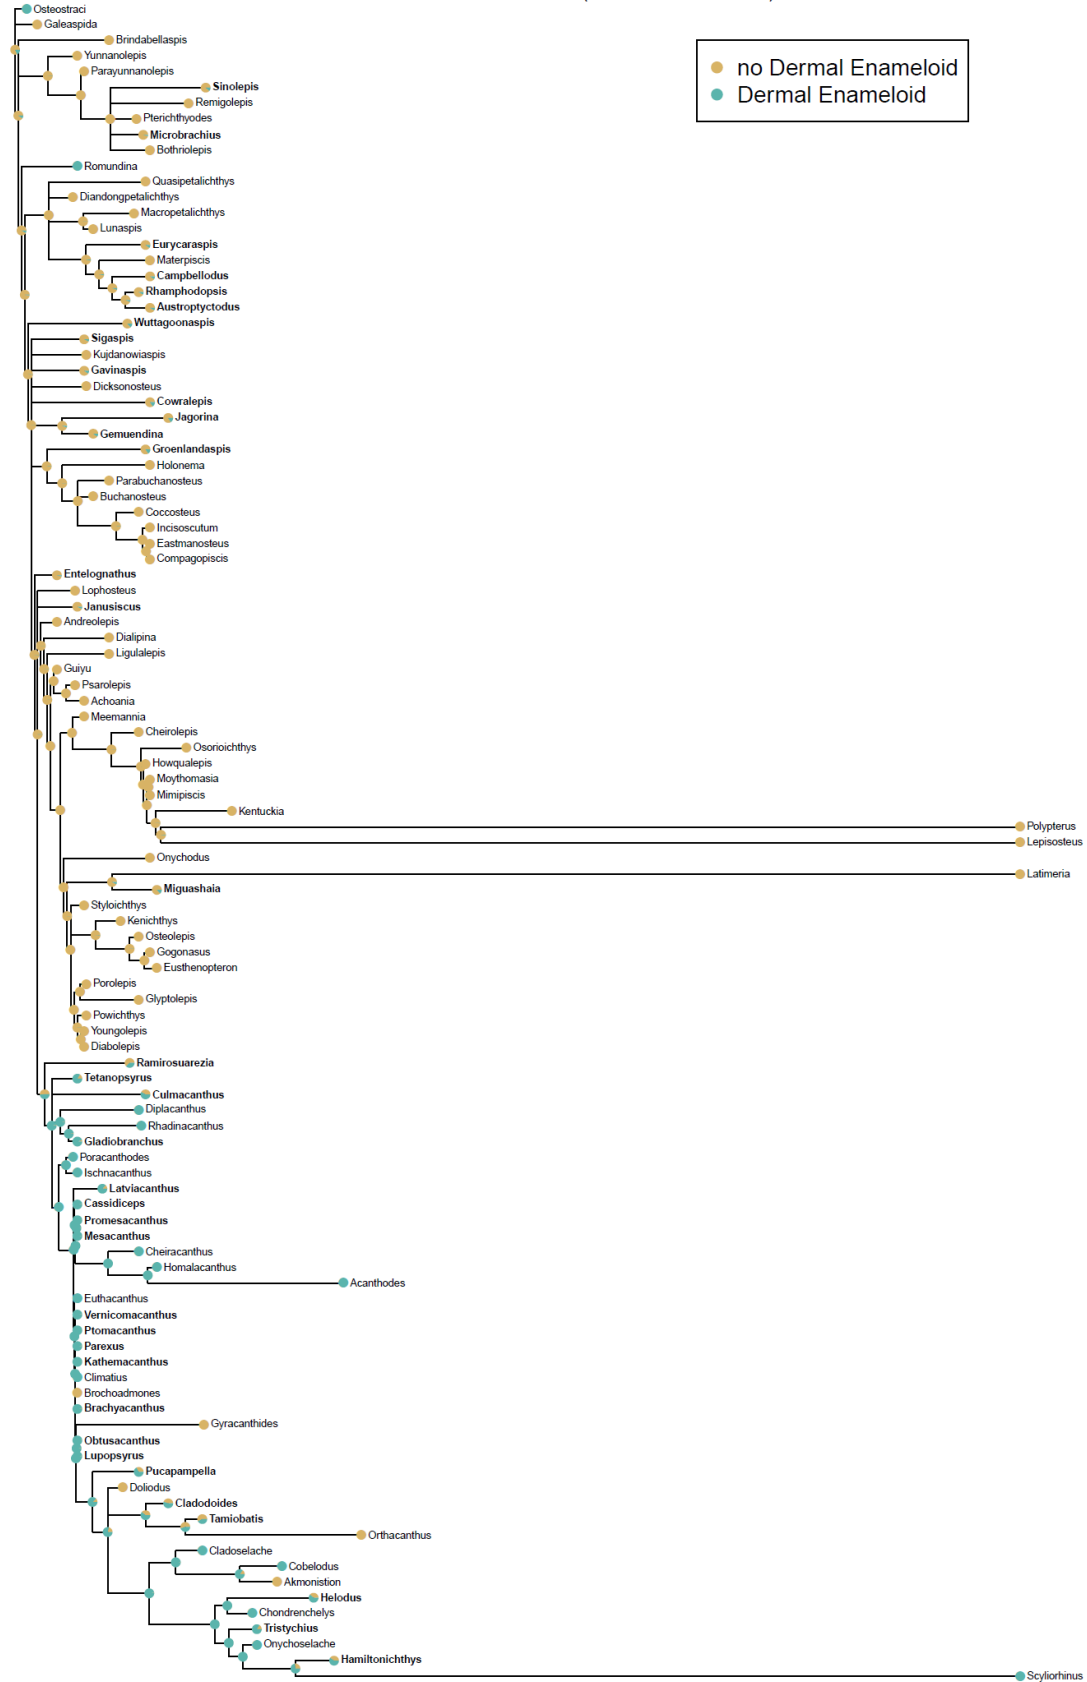 Osteostraci
Galeaspida
Brindabellaspis
Yunnanolepis
Parayunnanolepis
Sinolepis
Remigolepis
Pterichthyodes
Microbrachius
Bothriolepis
no Dermal Enameloid
Dermal Enameloid
Romundina
Quasipetalichthys
Diandongpetalichthys
Macropetalichthys
Lunaspis
Eurycaraspis
Materpiscis
Campbellodus
Rhamphodopsis
Austroptyctodus
Wuttagoonaspis
Sigaspis
Kujdanowiaspis
Gavinaspis
Dicksonosteus
Cowralepis
Jagorina
Gemuendina
Groenlandaspis
Holonema
Parabuchanosteus
Buchanosteus
Coccosteus
Incisoscutum
Eastmanosteus
Compagopiscis
Entelognathus
Lophosteus
Janusiscus
Andreolepis
Dialipina
Ligulalepis
Guiyu
Psarolepis
Achoania
Meemannia
Cheirolepis
Osorioichthys
Howqualepis
Moythomasia
Mimipiscis
Kentuckia
Polypterus
Lepisosteus
Onychodus
Latimeria
Miguashaia
Styloichthys
Kenichthys
Osteolepis
Gogonasus
Eusthenopteron
Porolepis
Glyptolepis
Powichthys
Youngolepis
Diabolepis
Ramirosuarezia
Tetanopsyrus
Culmacanthus
Diplacanthus
Rhadinacanthus
Gladiobranchus
Poracanthodes
Ischnacanthus
Latviacanthus
Cassidiceps
Promesacanthus
Mesacanthus
Cheiracanthus
Homalacanthus
Acanthodes
Euthacanthus
Vernicomacanthus
Ptomacanthus
Parexus
Kathemacanthus
Climatius
Brochoadmones
Brachyacanthus
Gyracanthides
Obtusacanthus
Lupopsyrus
Pucapampella
Doliodus
Cladodoides
Tamiobatis
Orthacanthus
Cladoselache
Cobelodus
Akmonistion
Helodus
Chondrenchelys
Tristychius
Onychoselache
Hamiltonichthys
Scyliorhinus